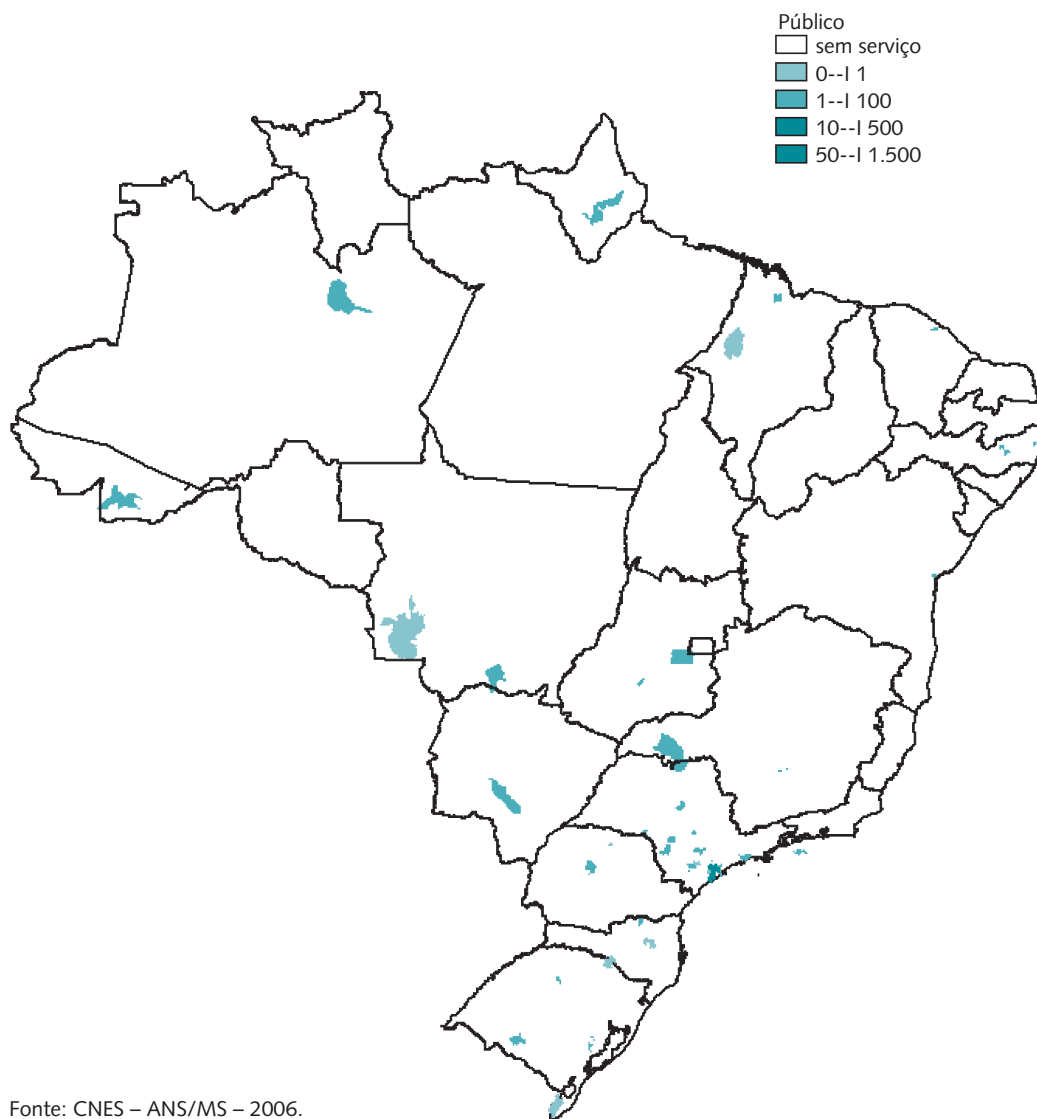 Público
sem serviço
0--I 1
1--I 100
10--I 500
50--I 1.500
Fonte: CNES – ANS/MS – 2006.